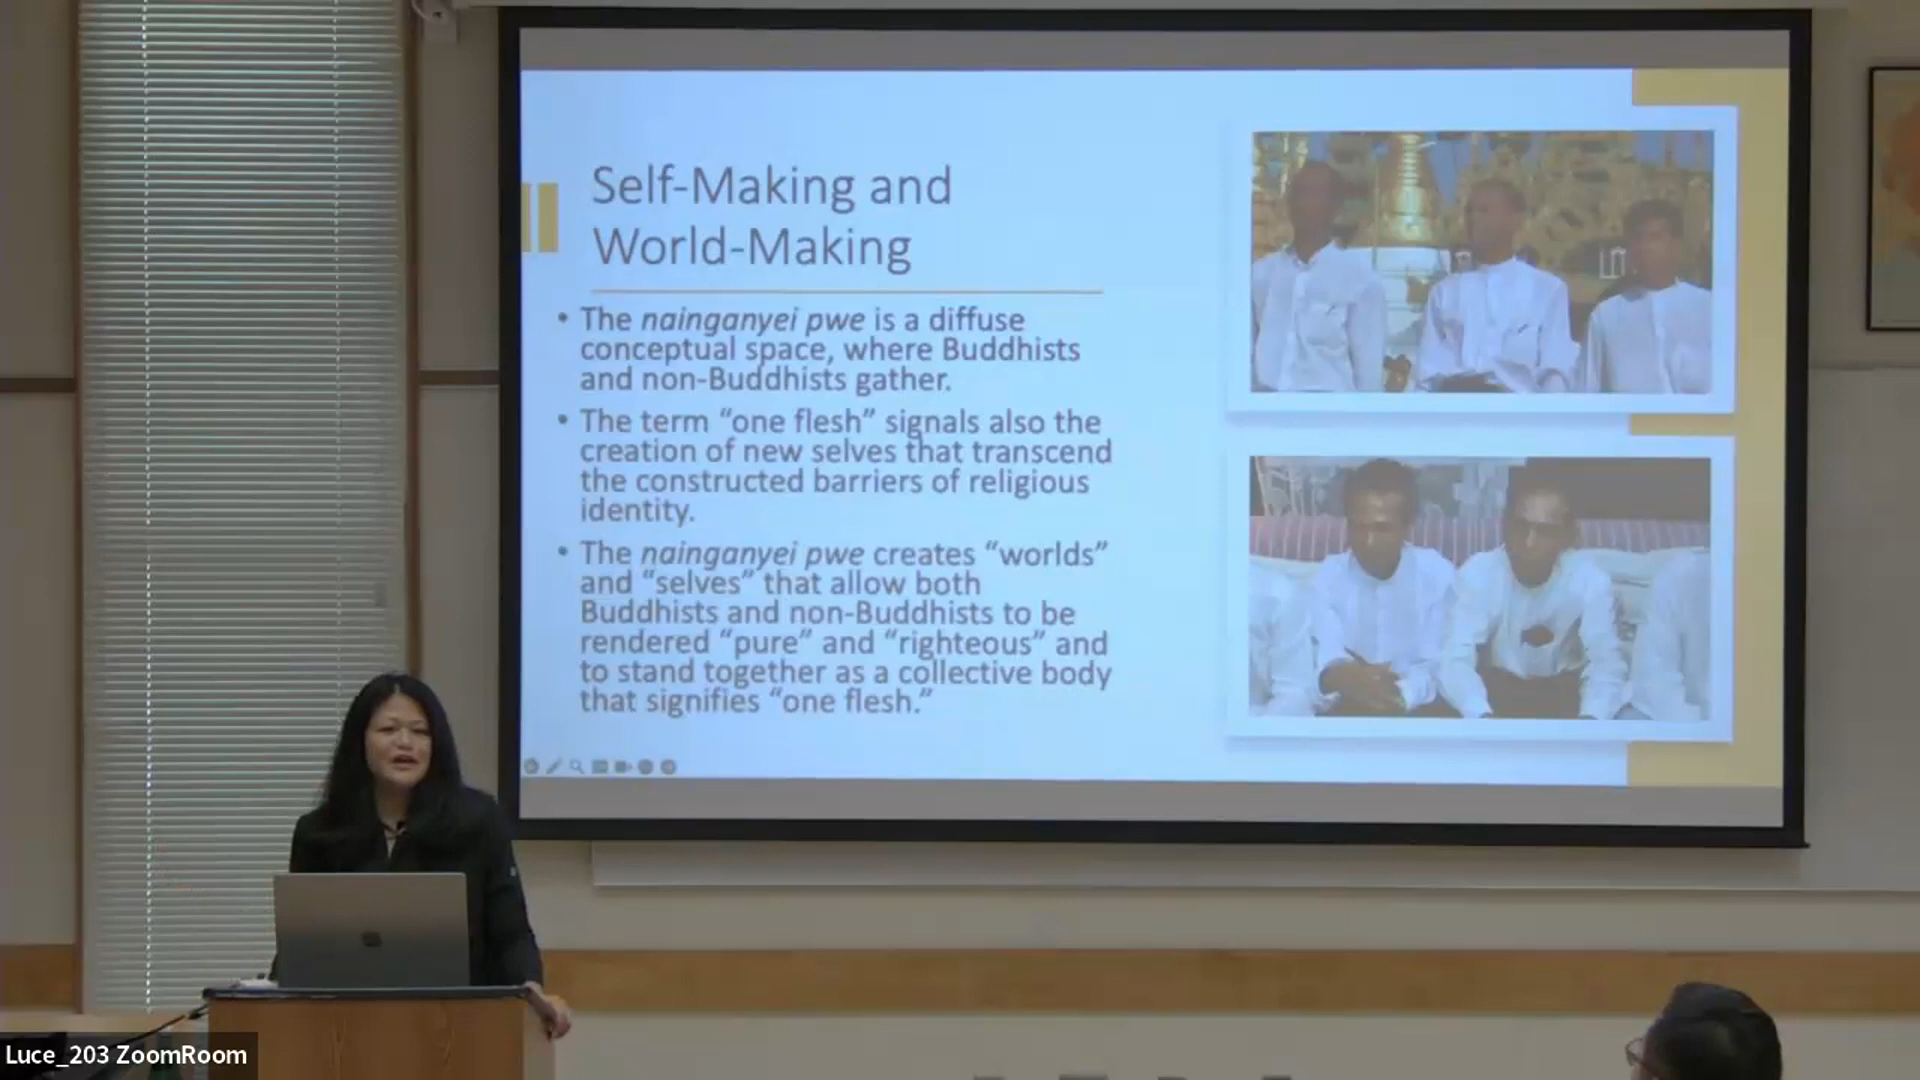 Self-Making and
World-Making
• The nainganyei pwe is a diffuse
conceptual space, where Buddhists
and non-Buddhists gather.
• The term “one flesh” signals also the
creation of new selves that transcend
the constructed barriers of religious
identity.
• The nainganyei pwe creates “worlds”
and “selves” that allow both
Buddhists and non-Buddhists to be
rendered “pure” and “righteous” and
to stand together as a collective body
that signifies “one flesh.”
Luce_203 ZoomRoom